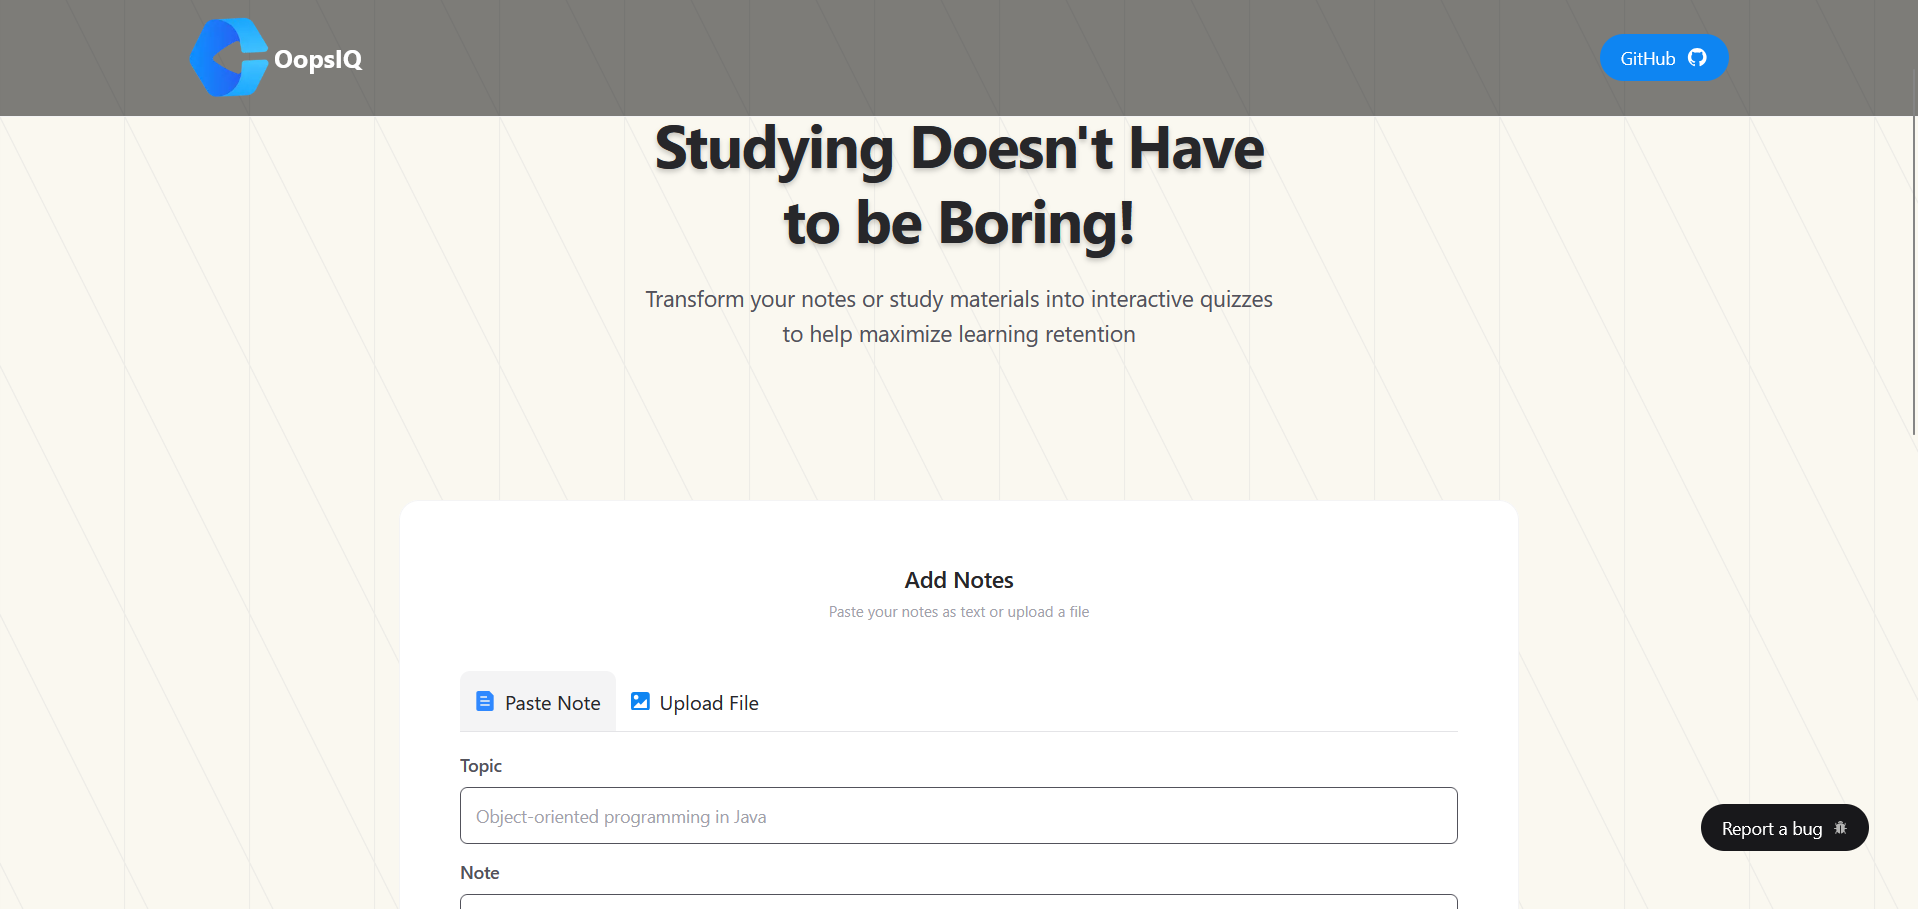 OopsIQ
GitHub
Studying Doesn't Have
to be Boring!
Transform your notes or study materials into interactive quizzes
to help maximize learning retention
Add Notes
Paste your notes as text or upload a file
Paste Note
Upload File
Topic
Object-oriented programming in Java
Report a bug
Note